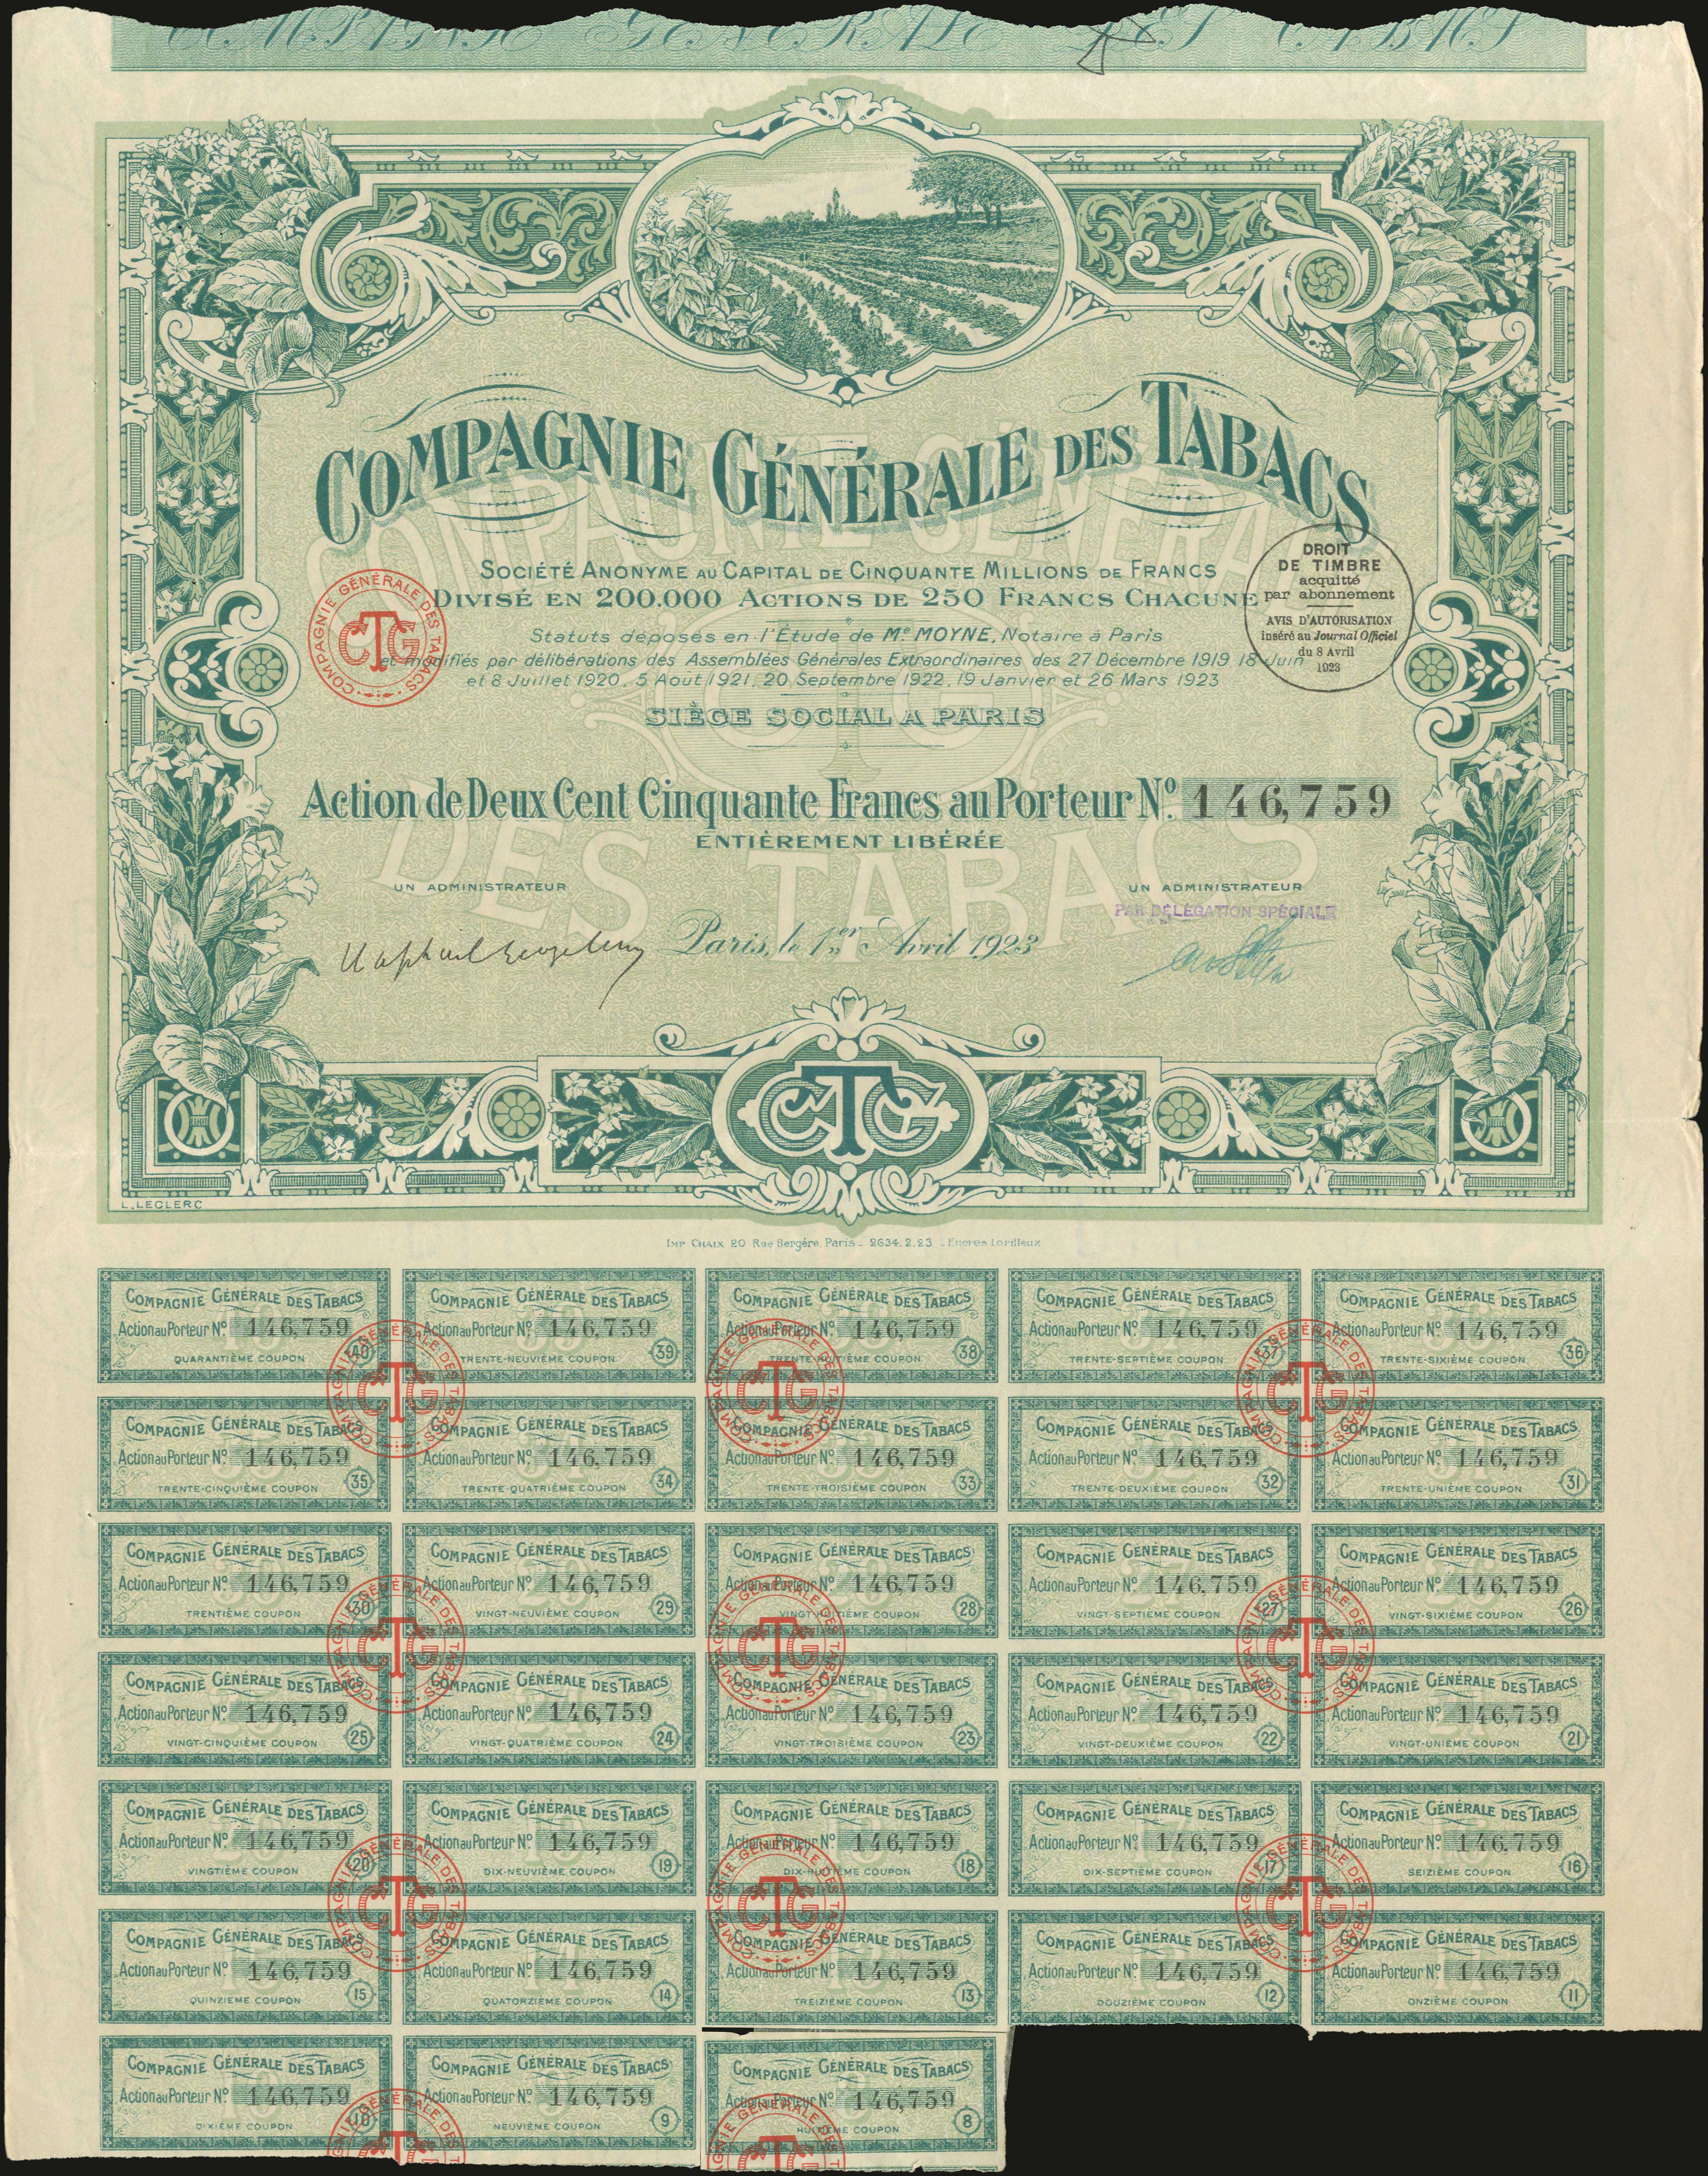 COMPAGNIE GÉNÉRALE DES TABACS
SOCIÉTÉ ANONYME AU CAPITAL DE CINQUANTE MILLIONS DE FRANCS
DIVISÉ EN 200.000 ACTIONS DE 250 FRANCS CHACUNE
Statuts déposés en l'Étude de Me MOYNE, Notaire à Paris
et modifiés par délibérations des Assemblées Générales Extraordinaires des 27 Décembre 1919 18 Juin
et 8 Juillet 1920, 5 Août 1921, 20 Septembre 1922, 19 Janvier et 26 Mars 1923
SIÈGE SOCIAL A PARIS
COMPAGNIE GÉNÉRALE DES TABACS
CTG
DROIT
DE TIMBRE
acquitté
par abonnement
AVIS D'AUTORISATION
inséré au Journal Officiel
du 8 Avril
1923
Action de Deux Cent Cinquante Francs au Porteur No. 146,759
ENTIÈREMENT LIBÉRÉE
UN ADMINISTRATEUR
UN ADMINISTRATEUR
PAR DÉLÉGATION SPÉCIALE
Paris, le 1er Avril 1923
CTG
L. LECLERC
IMP CHAIX 20 Rue Bergère, Paris - 2634.2.23 - Encres Lorilleux
COMPAGNIE GÉNÉRALE DES TABACS
Action au Porteur No. 146,759
QUARANTIÈME COUPON 40
COMPAGNIE GÉNÉRALE DES TABACS
Action au Porteur No. 146,759
TRENTE-NEUVIÈME COUPON 39
COMPAGNIE GÉNÉRALE DES TABACS
Action au Porteur No. 146,759
TRENTE-HUITIÈME COUPON 38
COMPAGNIE GÉNÉRALE DES TABACS
Action au Porteur No. 146,759
TRENTE-SEPTIÈME COUPON 37
COMPAGNIE GÉNÉRALE DES TABACS
Action au Porteur No. 146,759
TRENTE-SIXIÈME COUPON 36
COMPAGNIE GÉNÉRALE DES TABACS
Action au Porteur No. 146,759
TRENTE-CINQUIÈME COUPON 35
COMPAGNIE GÉNÉRALE DES TABACS
Action au Porteur No. 146,759
TRENTE-QUATRIÈME COUPON 34
COMPAGNIE GÉNÉRALE DES TABACS
Action au Porteur No. 146,759
TRENTE-TROISIÈME COUPON 33
COMPAGNIE GÉNÉRALE DES TABACS
Action au Porteur No. 146,759
TRENTE-DEUXIÈME COUPON 32
COMPAGNIE GÉNÉRALE DES TABACS
Action au Porteur No. 146,759
TRENTE-UNIÈME COUPON 31
COMPAGNIE GÉNÉRALE DES TABACS
Action au Porteur No. 146,759
TRENTIÈME COUPON 30
COMPAGNIE GÉNÉRALE DES TABACS
Action au Porteur No. 146,759
VINGT-NEUVIÈME COUPON 29
COMPAGNIE GÉNÉRALE DES TABACS
Action au Porteur No. 146,759
VINGT-HUITIÈME COUPON 28
COMPAGNIE GÉNÉRALE DES TABACS
Action au Porteur No. 146,759
VINGT-SEPTIÈME COUPON 27
COMPAGNIE GÉNÉRALE DES TABACS
Action au Porteur No. 146,759
VINGT-SIXIÈME COUPON 26
COMPAGNIE GÉNÉRALE DES TABACS
Action au Porteur No. 146,759
VINGT-CINQUIÈME COUPON 25
COMPAGNIE GÉNÉRALE DES TABACS
Action au Porteur No. 146,759
VINGT-QUATRIÈME COUPON 24
COMPAGNIE GÉNÉRALE DES TABACS
Action au Porteur No. 146,759
VINGT-TROISIÈME COUPON 23
COMPAGNIE GÉNÉRALE DES TABACS
Action au Porteur No. 146,759
VINGT-DEUXIÈME COUPON 22
COMPAGNIE GÉNÉRALE DES TABACS
Action au Porteur No. 146,759
VINGT-UNIÈME COUPON 21
COMPAGNIE GÉNÉRALE DES TABACS
Action au Porteur No. 146,759
VINGTIÈME COUPON 20
COMPAGNIE GÉNÉRALE DES TABACS
Action au Porteur No. 146,759
DIX-NEUVIÈME COUPON 19
COMPAGNIE GÉNÉRALE DES TABACS
Action au Porteur No. 146,759
DIX-HUITIÈME COUPON 18
COMPAGNIE GÉNÉRALE DES TABACS
Action au Porteur No. 146,759
DIX-SEPTIÈME COUPON 17
COMPAGNIE GÉNÉRALE DES TABACS
Action au Porteur No. 146,759
SEIZIÈME COUPON 16
COMPAGNIE GÉNÉRALE DES TABACS
Action au Porteur No. 146,759
QUINZIÈME COUPON 15
COMPAGNIE GÉNÉRALE DES TABACS
Action au Porteur No. 146,759
QUATORZIÈME COUPON 14
COMPAGNIE GÉNÉRALE DES TABACS
Action au Porteur No. 146,759
TREIZIÈME COUPON 13
COMPAGNIE GÉNÉRALE DES TABACS
Action au Porteur No. 146,759
DOUZIÈME COUPON 12
COMPAGNIE GÉNÉRALE DES TABACS
Action au Porteur No. 146,759
ONZIÈME COUPON 11
COMPAGNIE GÉNÉRALE DES TABACS
Action au Porteur No. 146,759
DIXIÈME COUPON 10
COMPAGNIE GÉNÉRALE DES TABACS
Action au Porteur No. 146,759
NEUVIÈME COUPON 9
COMPAGNIE GÉNÉRALE DES TABACS
Action au Porteur No. 146,759
HUITIÈME COUPON 8